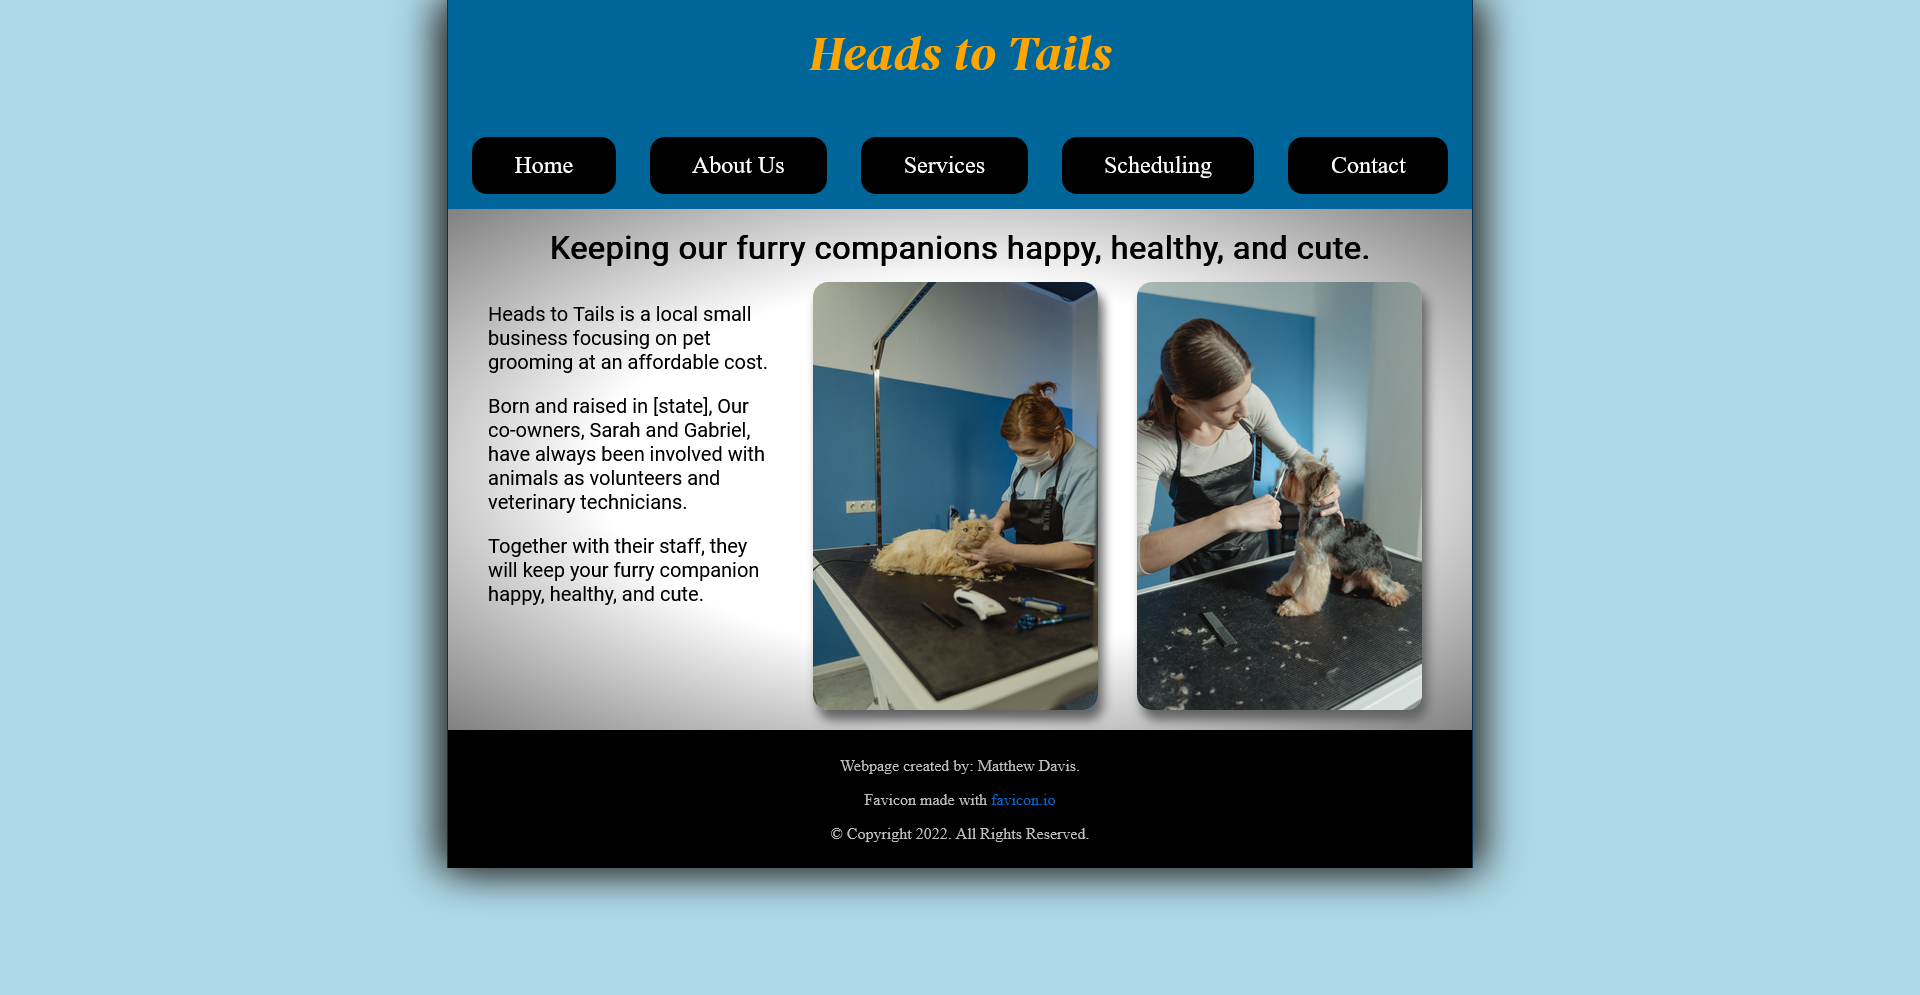 Heads to Tails
Home
About Us
Services
Scheduling
Contact
Keeping our furry companions happy, healthy, and cute.
Heads to Tails is a local small
business focusing on pet
grooming at an affordable cost.
Born and raised in [state], Our
co-owners, Sarah and Gabriel,
have always been involved with
animals as volunteers and
veterinary technicians.
Together with their staff, they
will keep your furry companion
happy, healthy, and cute.
Webpage created by: Matthew Davis.
Favicon made with favicon.io
© Copyright 2022. All Rights Reserved.